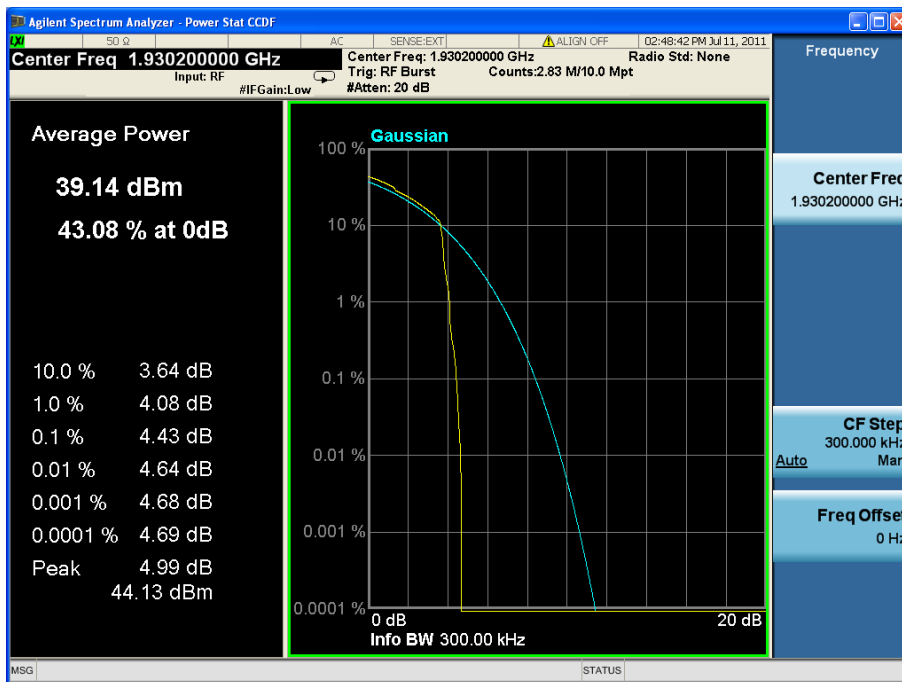 Agilent Spectrum Analyzer - Power Stat CCDF
LXI 50 Ω AC SENSE:EXT ALIGN OFF 02:48:42 PM Jul 11, 2011
Center Freq 1.930200000 GHz
Input: RF
#IFGain:Low
Center Freq: 1.930200000 GHz Radio Std: None
Trig: RF Burst Counts:2.83 M/10.0 Mpt
#Atten: 20 dB
Frequency
Average Power
39.14 dBm
43.08 % at 0dB
10.0 % 3.64 dB
1.0 % 4.08 dB
0.1 % 4.43 dB
0.01 % 4.64 dB
0.001 % 4.68 dB
0.0001 % 4.69 dB
Peak 4.99 dB
44.13 dBm
Gaussian
100 %
10 %
1 %
0.1 %
0.01 %
0.001 %
0.0001 %
0 dB 20 dB
Info BW 300.00 kHz
Center Freq
1.930200000 GHz
CF Step
300.000 kHz
Auto Man
Freq Offset
0 Hz
MSG STATUS